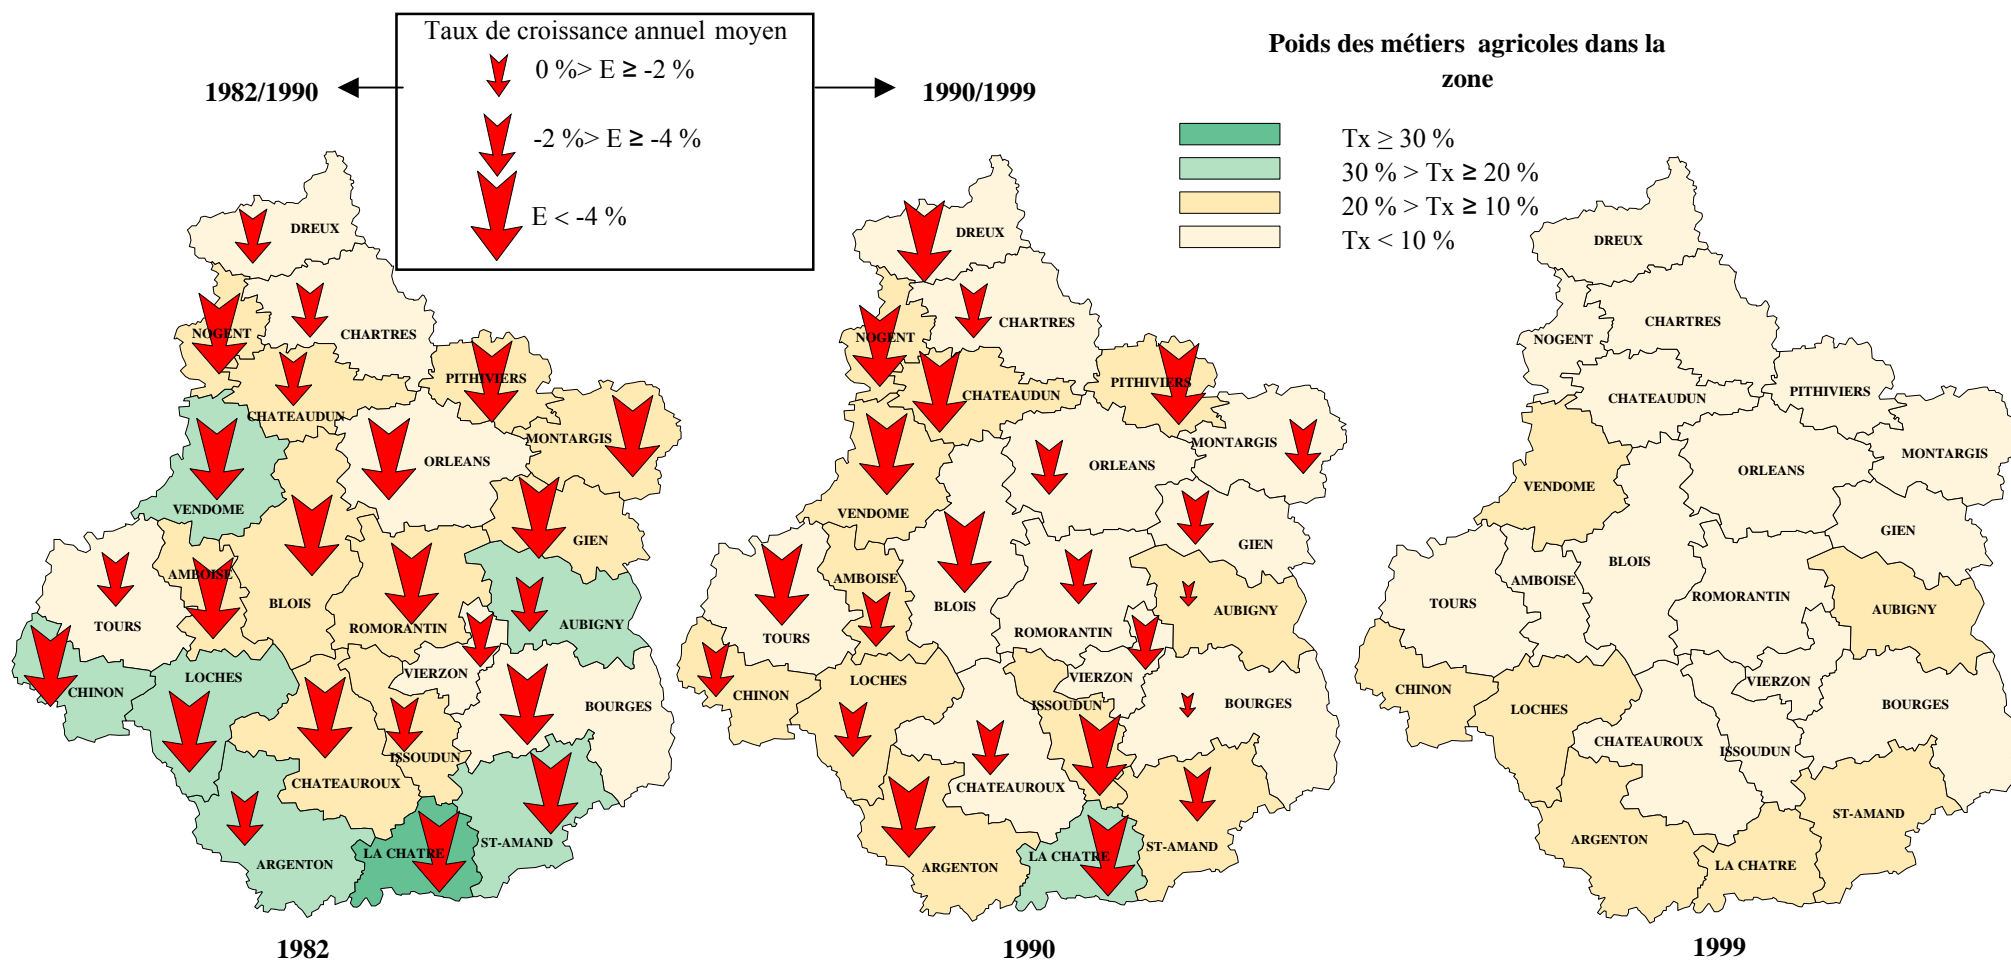 Taux de croissance annuel moyen
0 %> E ≥ -2 %
-2 %> E ≥ -4 %
E < -4 %
1982/1990
1990/1999
Poids des métiers agricoles dans la
zone
Tx ≥ 30 %
30 % > Tx ≥ 20 %
20 % > Tx ≥ 10 %
Tx < 10 %
DREUX
NOGENT
CHARTRES
PITHIVIERS
CHATEAUDUN
MONTARGIS
ORLEANS
VENDOME
GIEN
AMBOISE
BLOIS
TOURS
ROMORANTIN
AUBIGNY
VIERZON
LOCHES
CHINON
BOURGES
ISSOUDUN
CHATEAUROUX
ST-AMAND
LA CHATRE
ARGENTON
1982
DREUX
CHARTRES
NOGENT
PITHIVIERS
CHATEAUDUN
MONTARGIS
ORLEANS
VENDOME
GIEN
AMBOISE
BLOIS
AUBIGNY
TOURS
ROMORANTIN
VIERZON
LOCHES
CHINON
BOURGES
ISSOUDUN
CHATEAUROUX
ST-AMAND
LA CHATRE
ARGENTON
1990
DREUX
CHARTRES
NOGENT
PITHIVIERS
CHATEAUDUN
MONTARGIS
ORLEANS
VENDOME
GIEN
BLOIS
AMBOISE
TOURS
ROMORANTIN
AUBIGNY
VIERZON
CHINON
LOCHES
BOURGES
CHATEAUROUX
ISSOUDUN
ST-AMAND
ARGENTON
LA CHATRE
1999